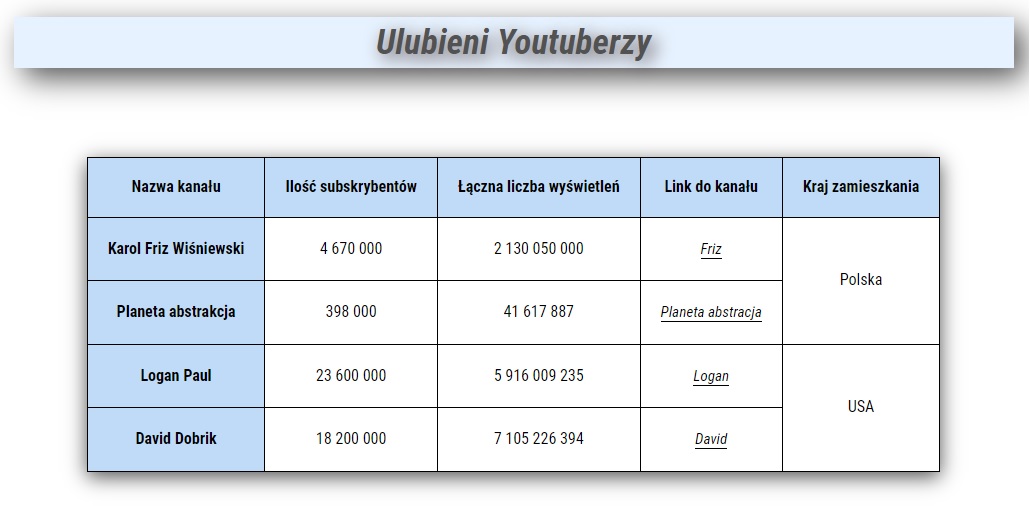 Ulubieni Youtuberzy
Nazwa kanału Ilość subskrybentów Łączna liczba wyświetleń Link do kanału Kraj zamieszkania
Karol Friz Wiśniewski 4 670 000 2 130 050 000 Friz
Polska
Planeta abstrakcja 398 000 41 617 887 Planeta abstracja
Logan Paul 23 600 000 5 916 009 235 Logan
USA
David Dobrik 18 200 000 7 105 226 394 David